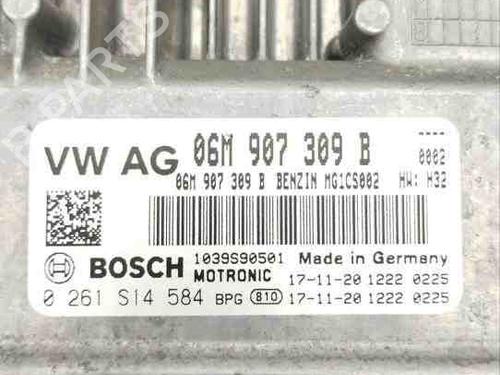 VW AG 06M 907 309 B ----
0002
06M 907 309 B BENZIN MG1CS002 HW: H32
BOSCH 1039S90501 Made in Germany
MOTRONIC 17-11-20 1222 0225
0 261 S14 584 BPG 810 17-11-20 1222 0225